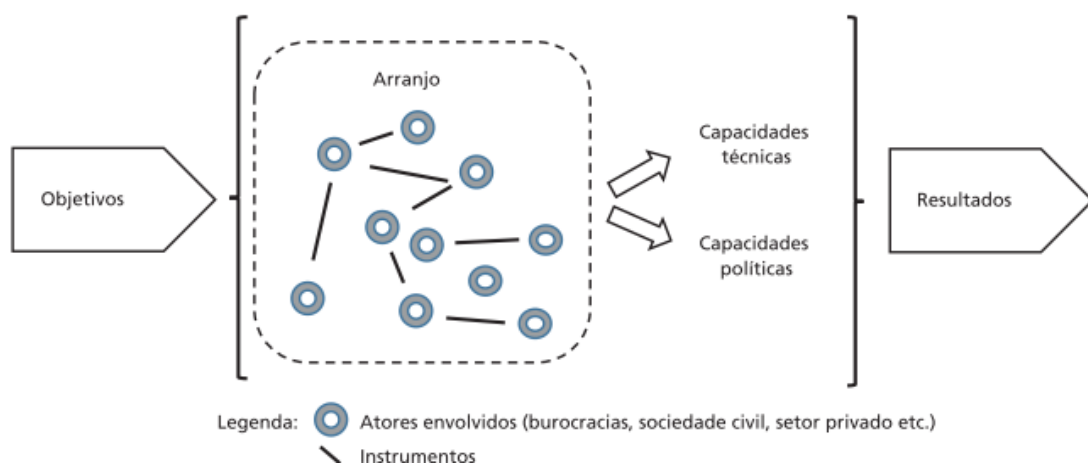 Arranjo
Objetivos
Capacidades
técnicas
Capacidades
políticas
Resultados
Legenda:
Atores envolvidos (burocracias, sociedade civil, setor privado etc.)
Instrumentos